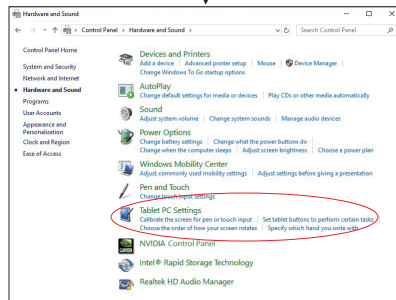 Hardware and Sound
Control Panel > Hardware and Sound >
Search Control Panel
Control Panel Home
System and Security
Network and Internet
Hardware and Sound
Programs
User Accounts
Appearance and
Personalization
Clock and Region
Ease of Access
Devices and Printers
Add a device | Advanced printer setup | Mouse | Device Manager |
Change Windows To Go startup options
AutoPlay
Change default settings for media or devices | Play CDs or other media automatically
Sound
Adjust system volume | Change system sounds | Manage audio devices
Power Options
Change battery settings | Change what the power buttons do |
Change when the computer sleeps | Adjust screen brightness | Choose a power plan
Windows Mobility Center
Adjust commonly used mobility settings | Adjust settings before giving a presentation
Pen and Touch
Change touch input settings
Tablet PC Settings
Calibrate the screen for pen or touch input | Set tablet buttons to perform certain tasks
Choose the order of how your screen rotates | Specify which hand you write with
NVIDIA Control Panel
Intel® Rapid Storage Technology
Realtek HD Audio Manager